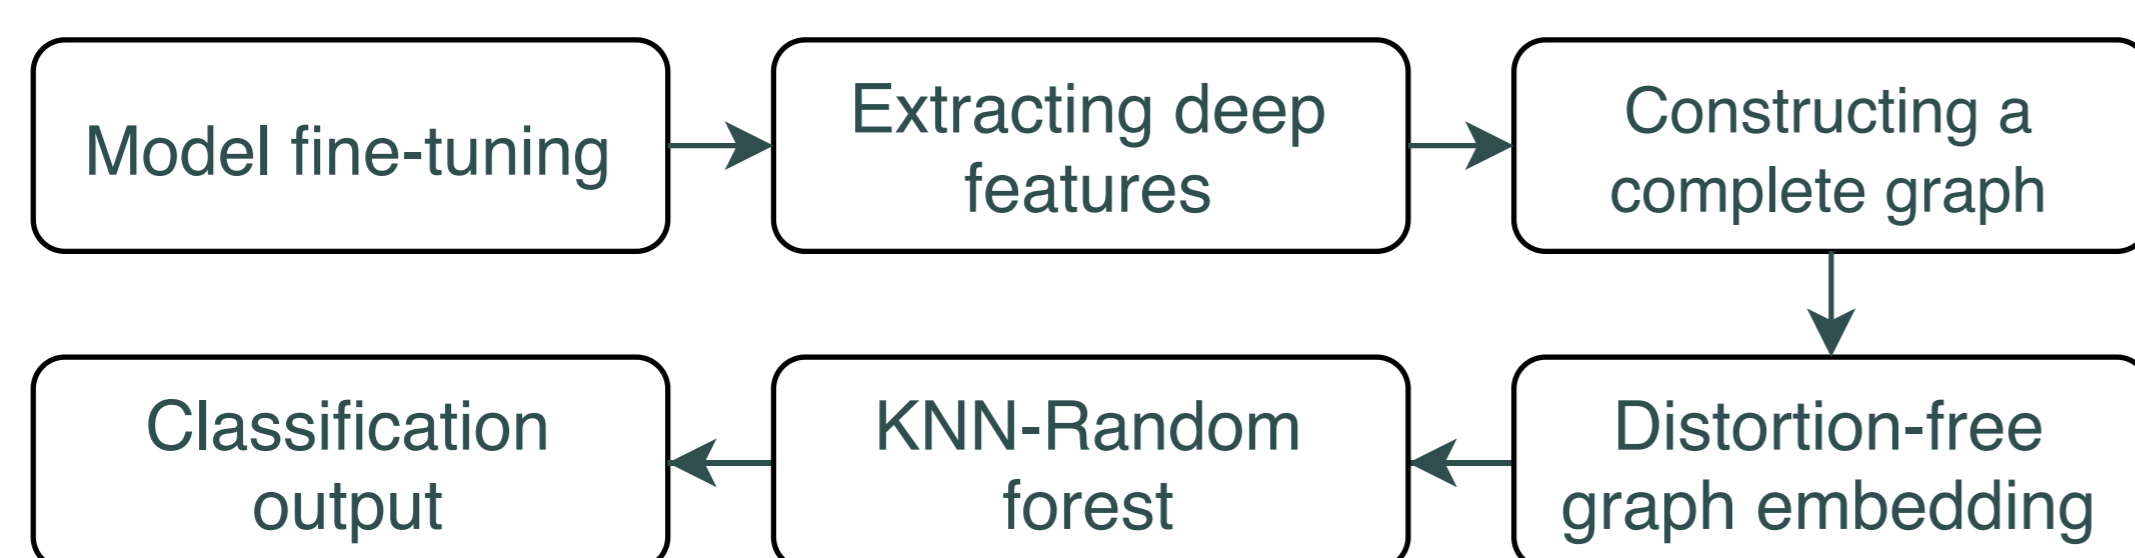 Model fine-tuning
Extracting deep
features
Constructing a
complete graph
Distortion-free
graph embedding
KNN-Random
forest
Classification
output